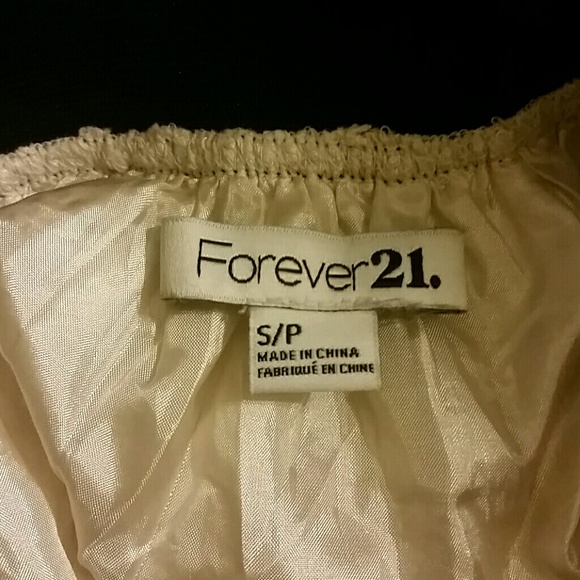 Forever21.
S/P
MADE IN CHINA
FABRIQUÉ EN CHINE